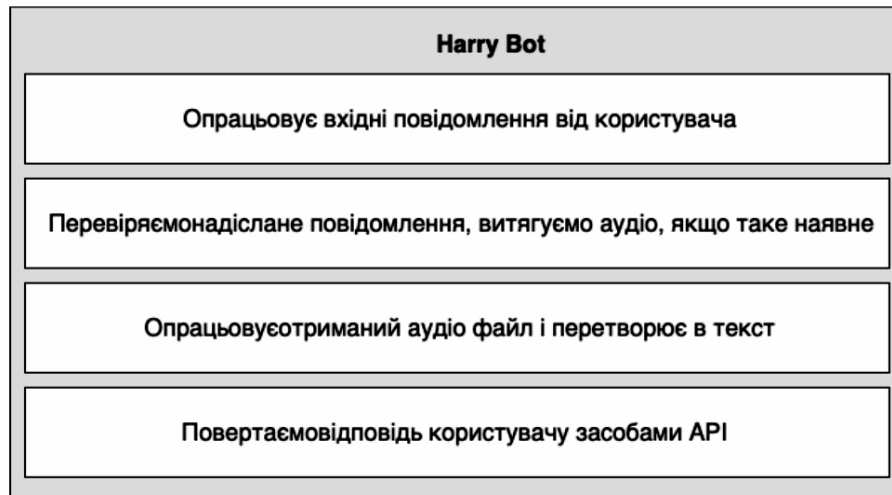 Harry Bot
Опрацьовує вхідні повідомлення від користувача
Перевіряємонадіслане повідомлення, витягуємо аудіо, якщо таке наявне
Опрацьовуєотриманий аудіо файл і перетворює в текст
Повертаємовідповідь користувачу засобами API